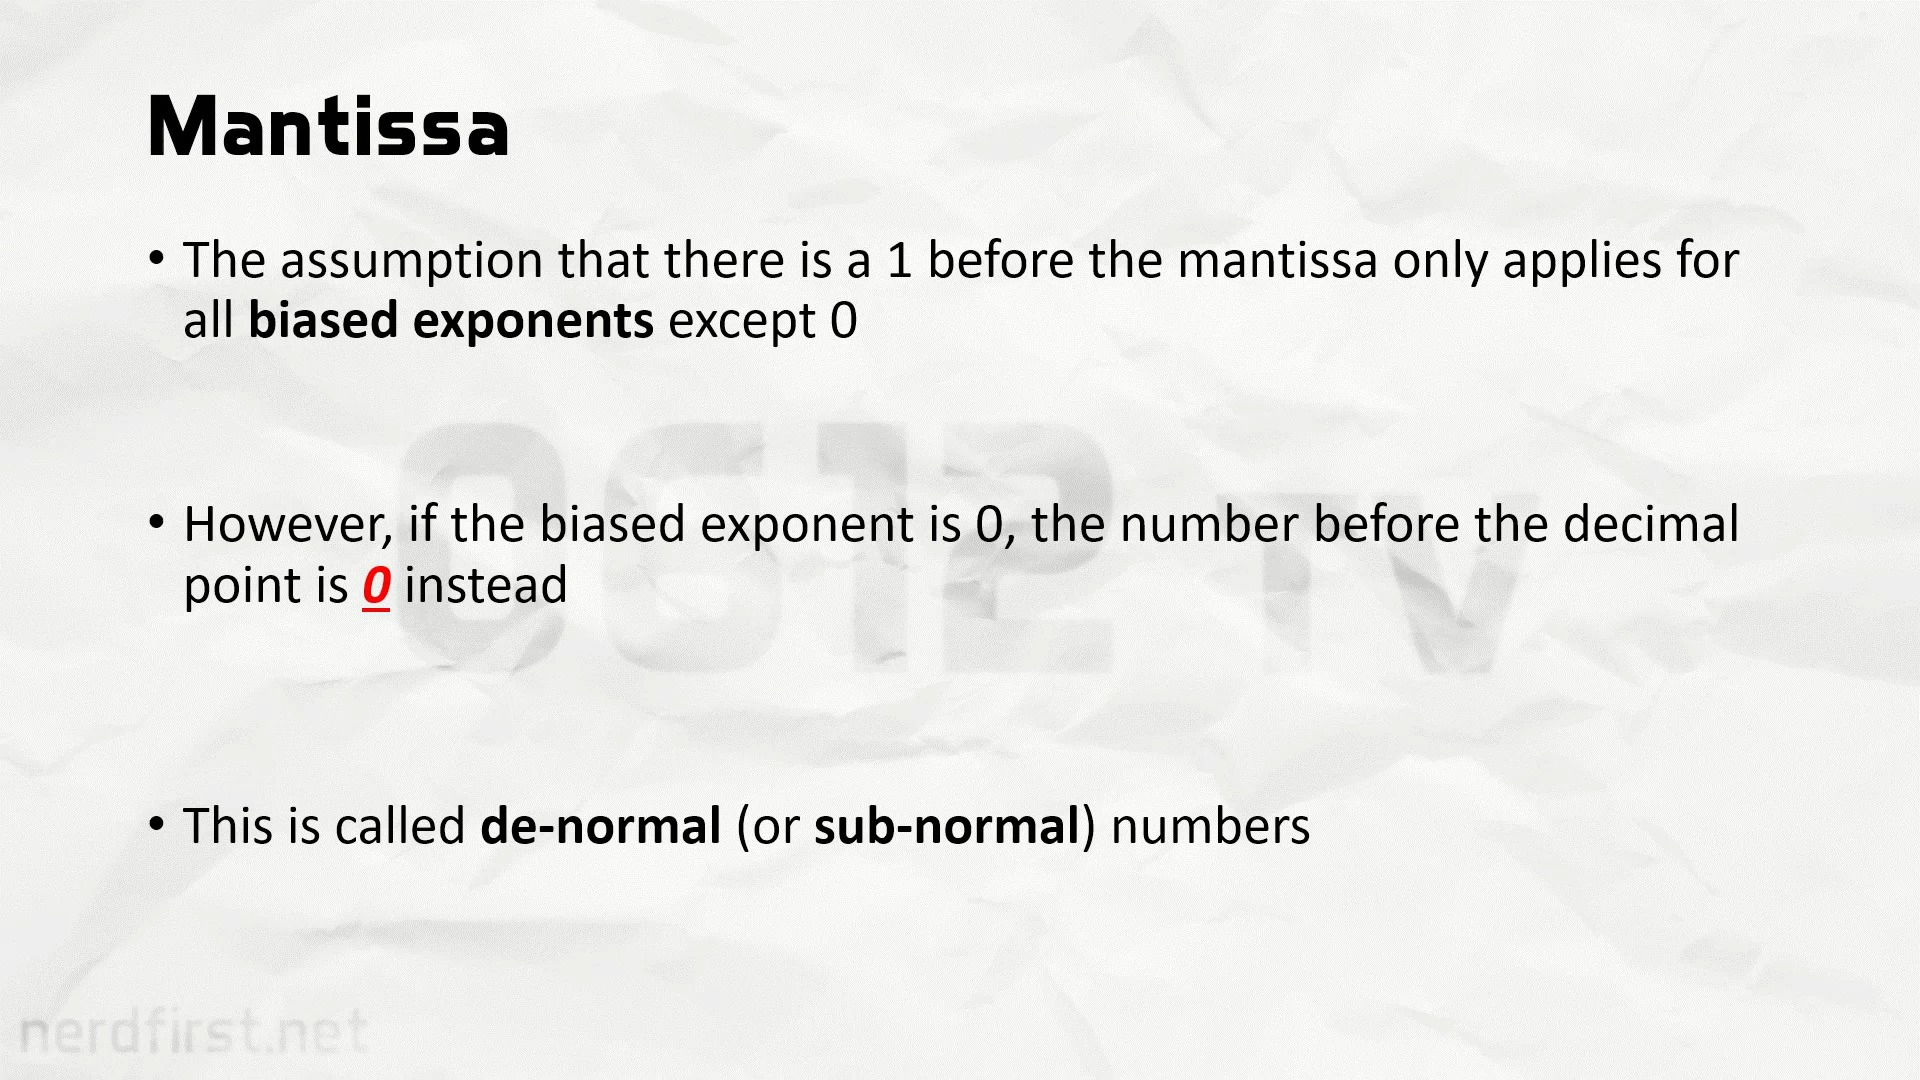 Mantissa
• The assumption that there is a 1 before the mantissa only applies for
all biased exponents except 0
• However, if the biased exponent is 0, the number before the decimal
point is 0 instead
• This is called de-normal (or sub-normal) numbers
0612 TV
nerdfirst.net